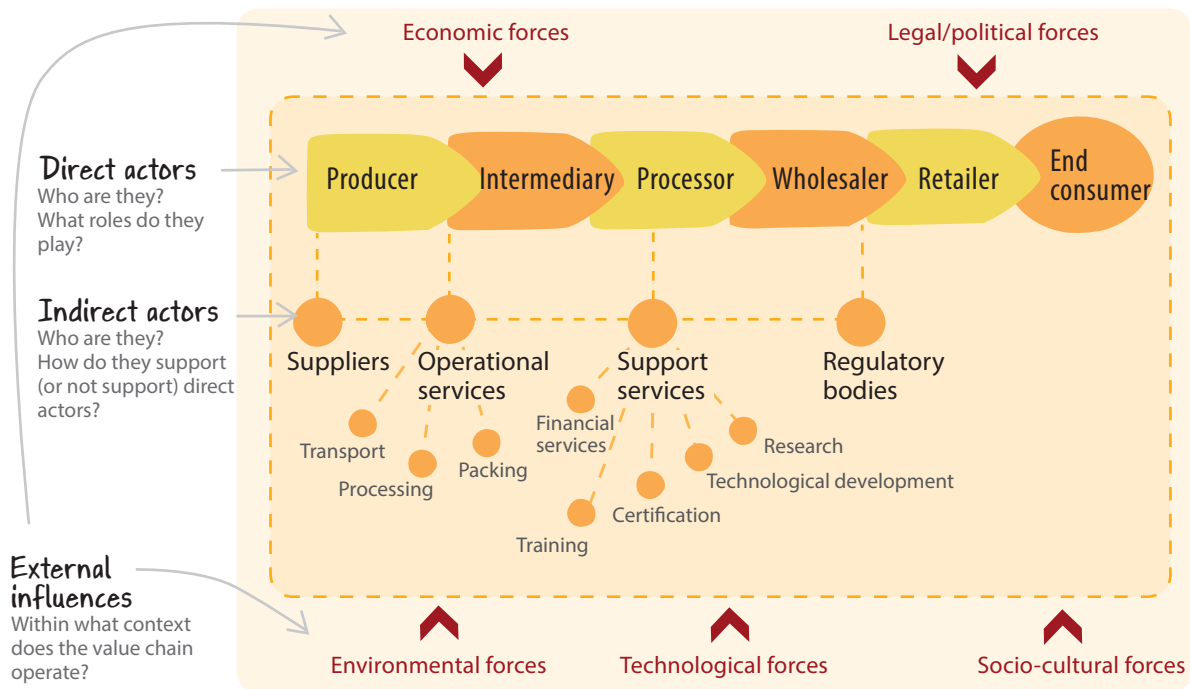 Economic forces
Legal/political forces
Direct actors
Who are they?
What roles do they
play?
Producer
Intermediary
Processor
Wholesaler
Retailer
End
consumer
Indirect actors
Who are they?
How do they support
(or not support) direct
actors?
Suppliers
Operational
services
Support
services
Regulatory
bodies
Transport
Processing
Packing
Financial
services
Research
Technological development
Certification
Training
External
influences
Within what context
does the value chain
operate?
Environmental forces
Technological forces
Socio-cultural forces